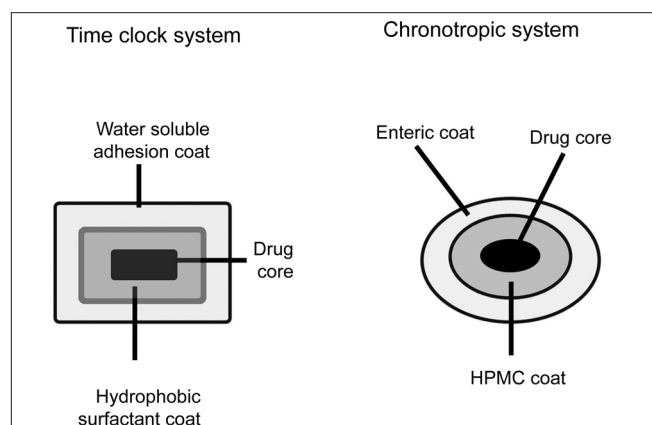 Time clock system
Chronotropic system
Water soluble
adhesion coat
Enteric coat
Drug core
Drug
core
HPMC coat
Hydrophobic
surfactant coat